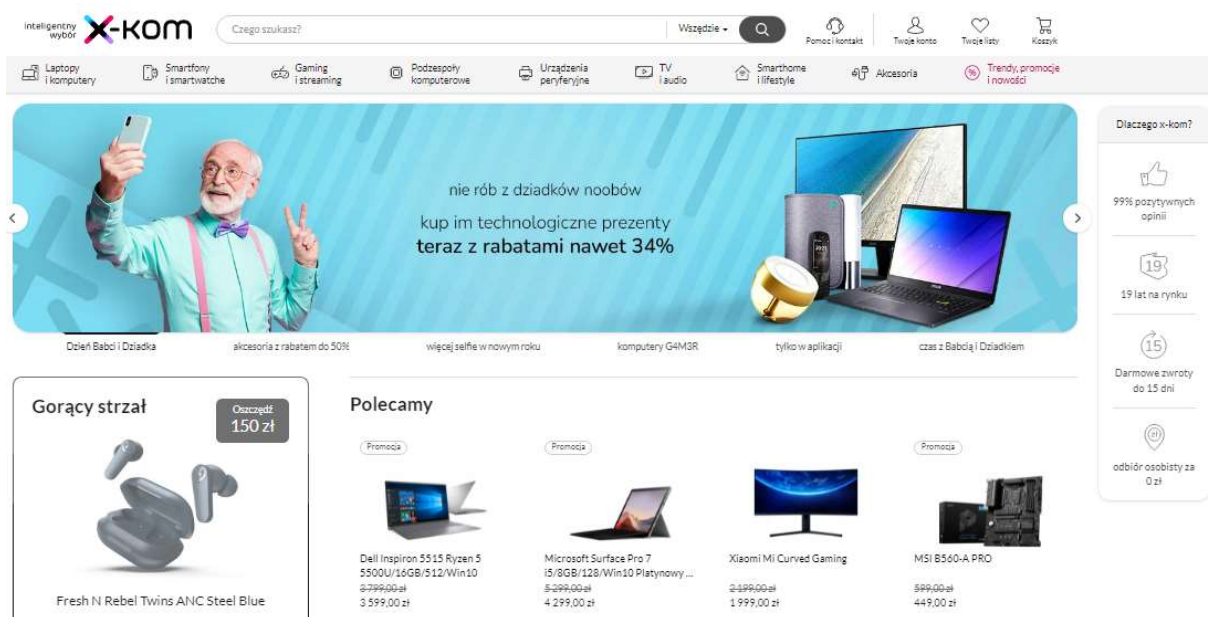 inteligentny
wybór
x-kom
Czego szukasz?
Wszędzie
Pomoc i kontakt
Twoje konto
Twoje listy
Koszyk
Laptopy
i komputery
Smartfony
i smartwatche
Gaming
i streaming
Podzespoły
komputerowe
Urządzenia
peryferyjne
TV
i audio
Smarthome
i lifestyle
Akcesoria
Trendy, promocje
i nowości
nie rób z dziadków noobów
kup im technologiczne prezenty
teraz z rabatami nawet 34%
Dzień Babci i Dziadka
akcesoria z rabatem do 50%
więcej selfie w nowym roku
komputery G4M3R
tylko w aplikacji
czas z Babcią i Dziadkiem
Dlaczego x-kom?
99% pozytywnych
opinii
19
19 lat na rynku
15
Darmowe zwroty
do 15 dni
zł
odbiór osobisty za
0 zł
Gorący strzał
Oszczędź
150 zł
Fresh N Rebel Twins ANC Steel Blue
Polecamy
Promocja
Dell Inspiron 5515 Ryzen 5
5500U/16GB/512/Win10
3 799,00 zł
3 599,00 zł
Promocja
Microsoft Surface Pro 7
i5/8GB/128/Win10 Platynowy ...
5 299,00 zł
4 299,00 zł
Xiaomi Mi Curved Gaming
2 199,00 zł
1 999,00 zł
Promocja
MSI B560-A PRO
599,00 zł
449,00 zł